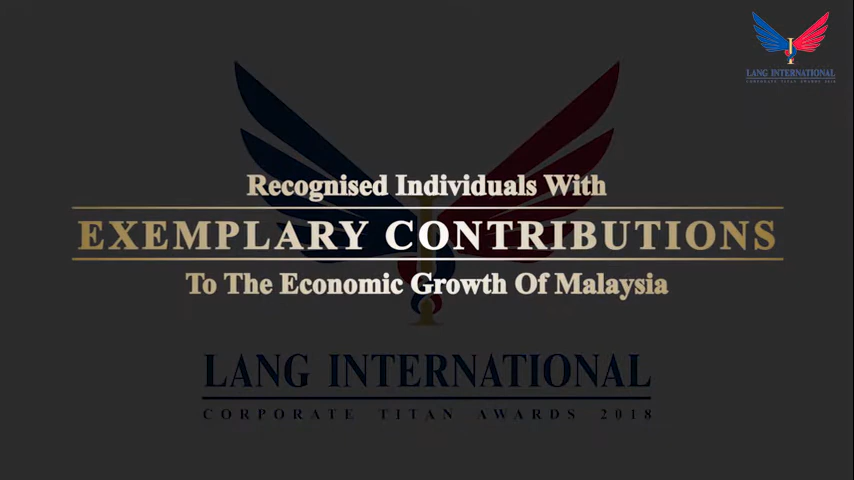 LANG INTERNATIONAL
CORPORATE TITAN AWARDS 2018
Recognised Individuals With
EXEMPLARY CONTRIBUTIONS
To The Economic Growth Of Malaysia
LANG INTERNATIONAL
CORPORATE TITAN AWARDS 2018